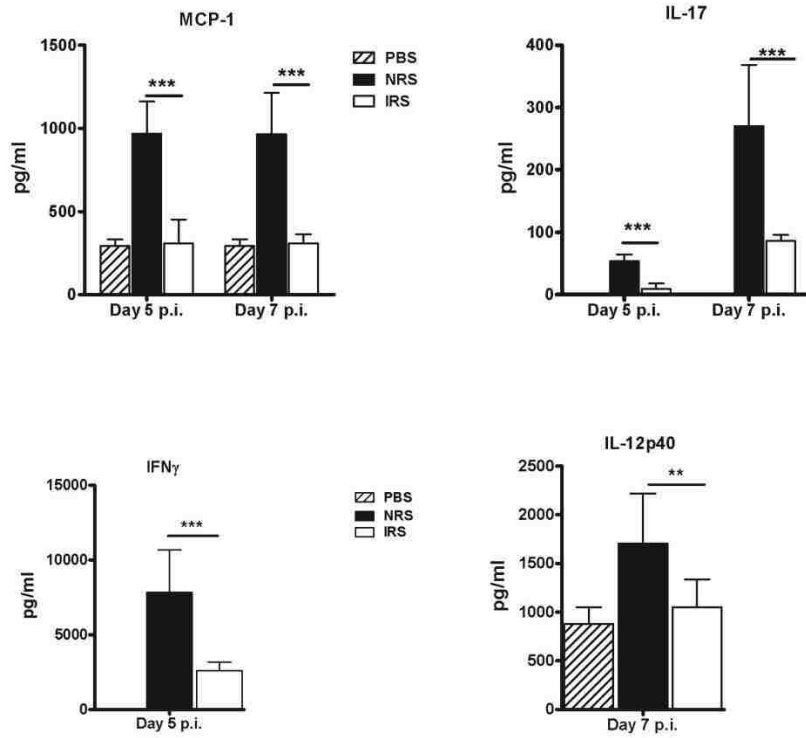 MCP-1
1500
1000
500
0
pg/ml
***
***
Day 5 p.i.
Day 7 p.i.
PBS
NRS
IRS
IL-17
400
300
200
100
0
pg/ml
***
***
Day 5 p.i.
Day 7 p.i.
IFNγ
15000
10000
5000
0
pg/ml
***
Day 5 p.i.
PBS
NRS
IRS
IL-12p40
2500
2000
1500
1000
500
0
pg/ml
**
Day 7 p.i.